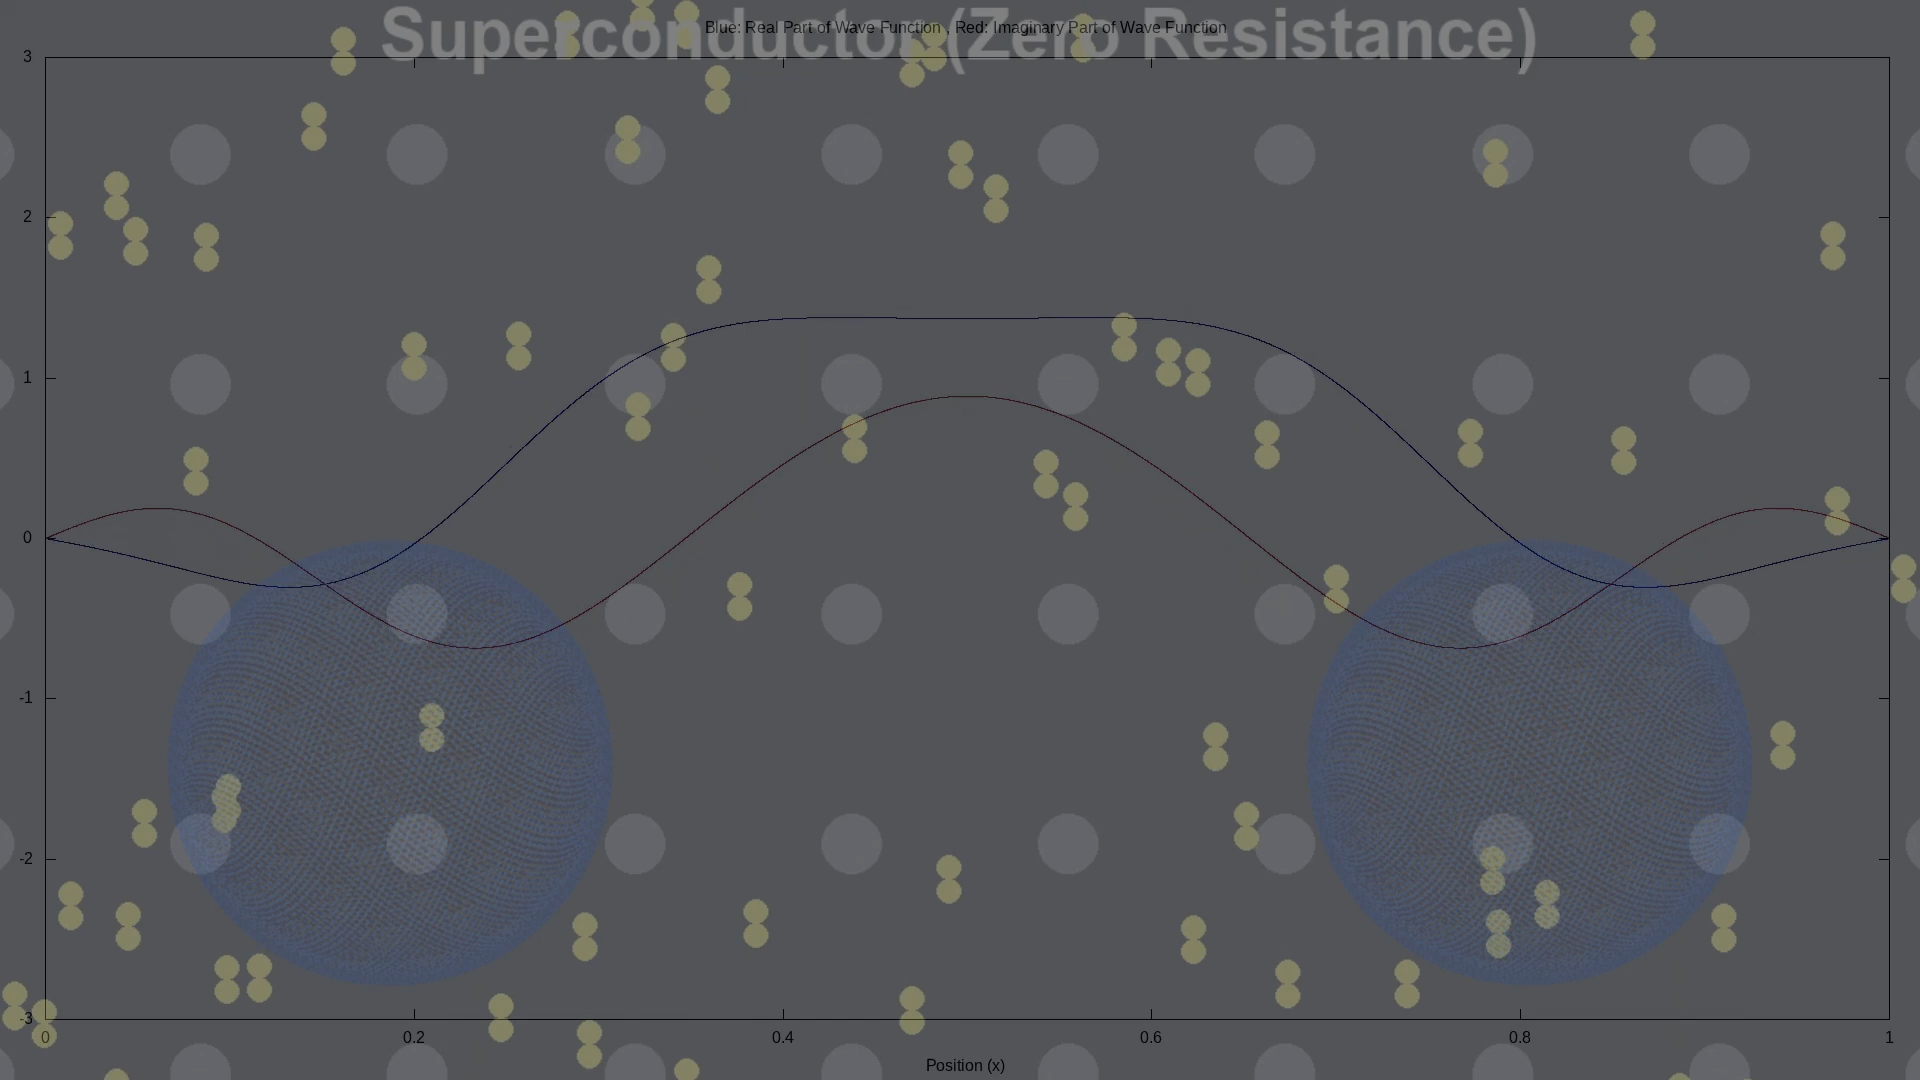 Superconductor (Zero Resistance)
Blue: Real Part of Wave Function , Red: Imaginary Part of Wave Function
3
2
1
0
-1
-2
-3
0 0.2 0.4 0.6 0.8 1
Position (x)